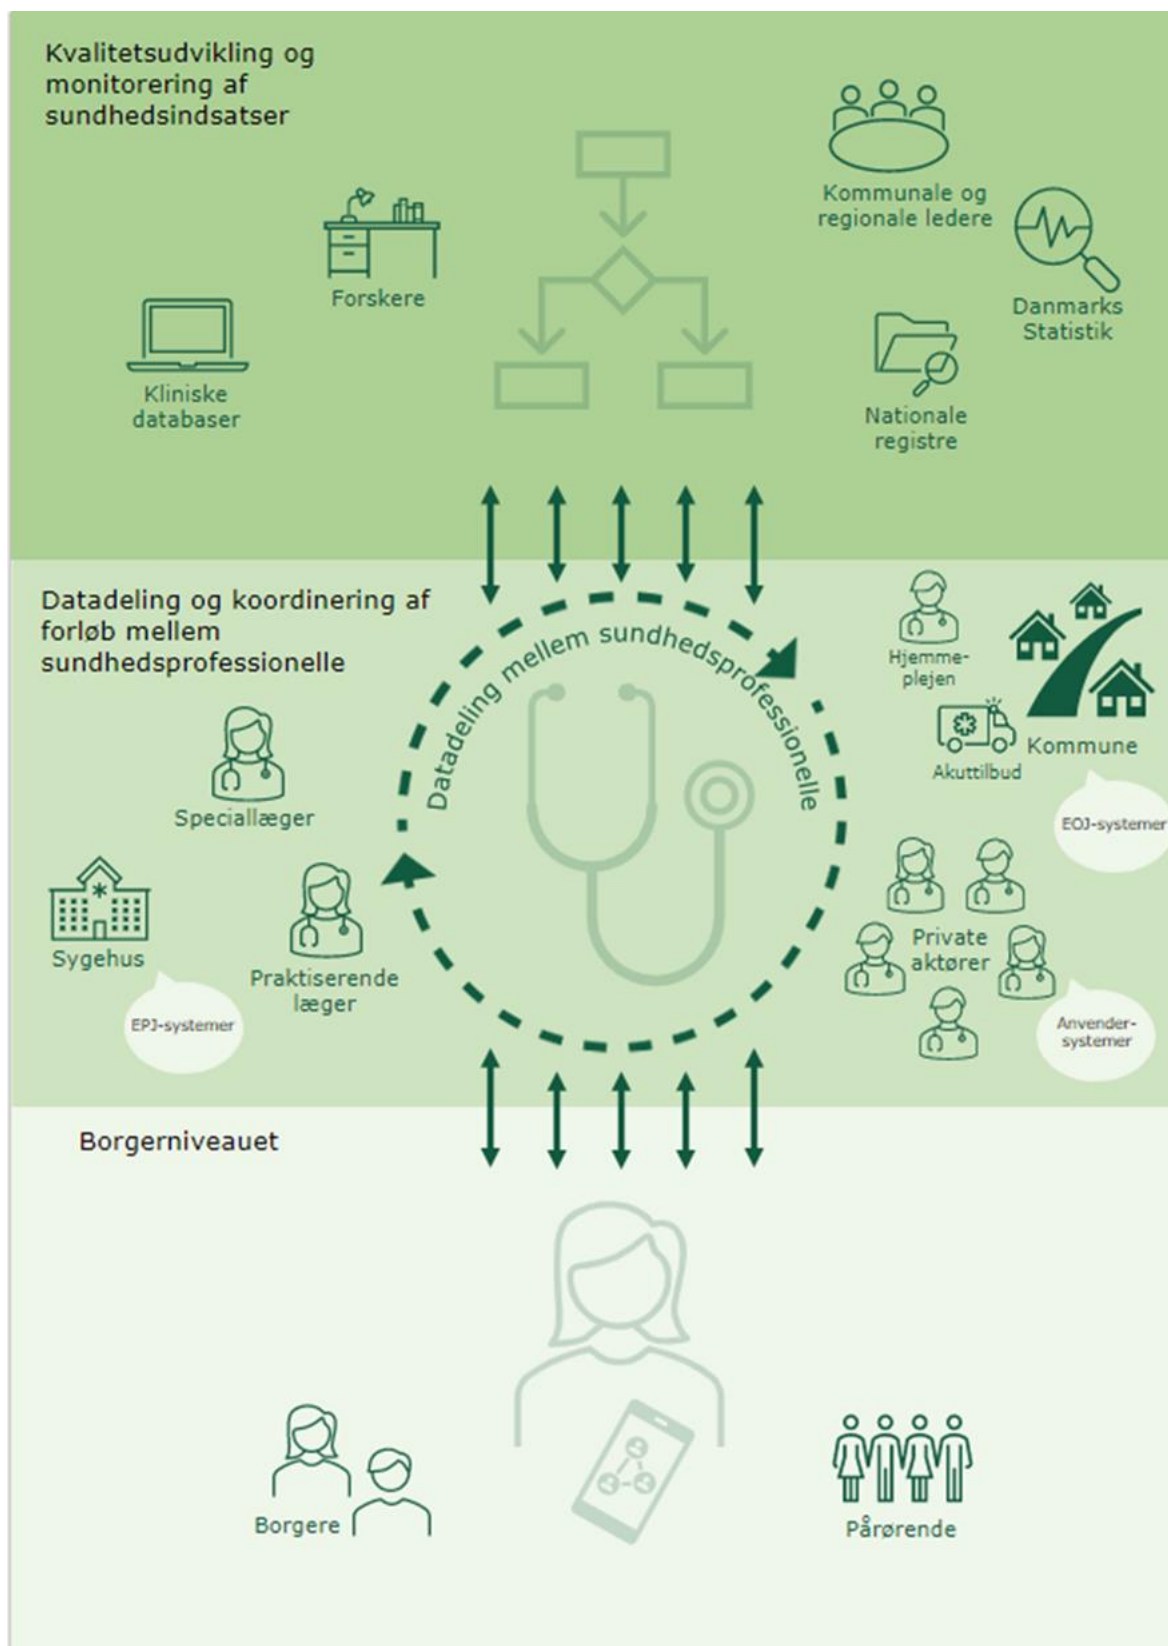 Kvalitetsudvikling og
monitorering af
sundhedsindsatser
Kommunale og
regionale ledere
Forskere
Danmarks
Statistik
Kliniske
databaser
Nationale
registre
Datadeling og koordinering af
forløb mellem
sundhedsprofessionelle
Datadeling mellem sundhedsprofessionelle
Hjemme-
plejen
Kommune
Akuttilbud
EOJ-systemer
Speciallæger
Sygehus
Praktiserende
læger
EPJ-systemer
Private
aktører
Anvender-
systemer
Borgerniveauet
Borgere
Pårørende